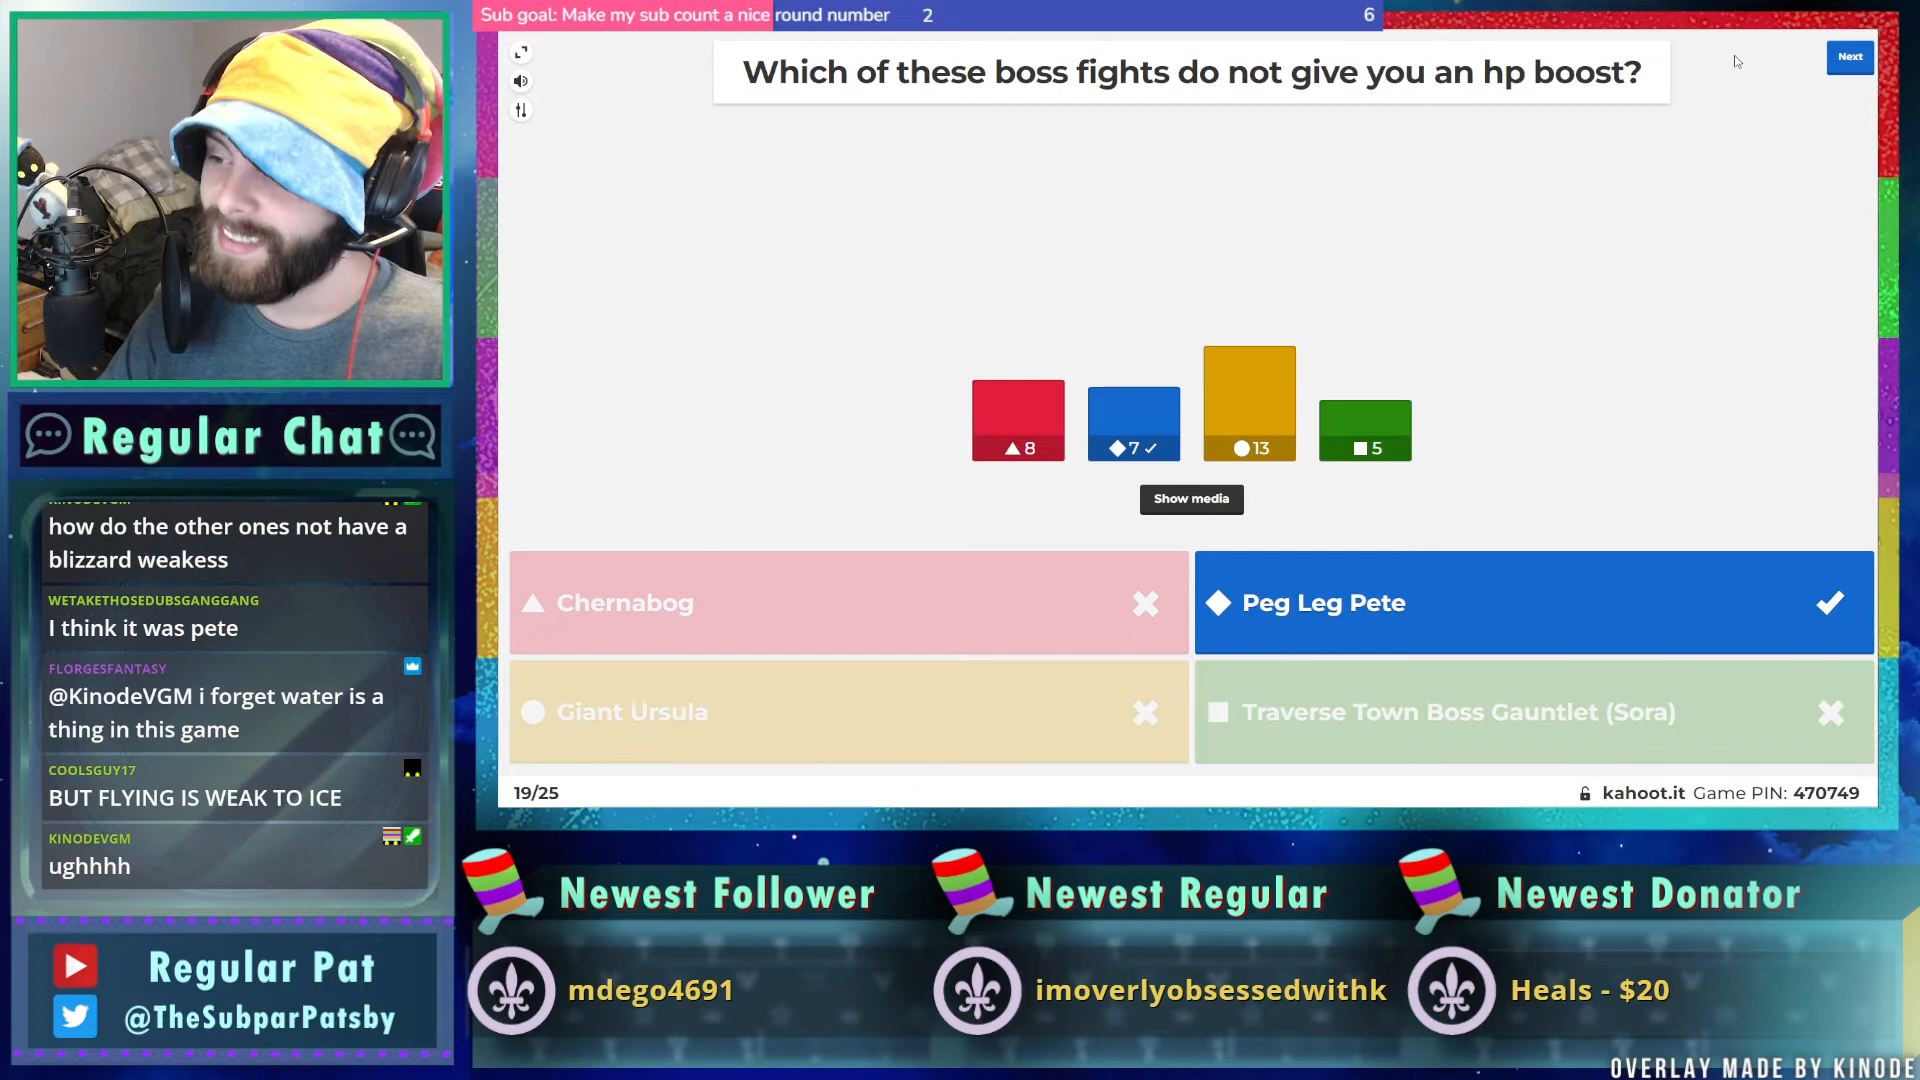 Sub goal: Make my sub count a nice round number 2 6
Which of these boss fights do not give you an hp boost?
Next
8
7
13
5
Show media
Chernabog
Peg Leg Pete
Giant Ursula
Traverse Town Boss Gauntlet (Sora)
19/25
kahoot.it Game PIN: 470749
Regular Chat
KINODEVGM
how do the other ones not have a
blizzard weakess
WETAKETHOSEDUBSGANGGANG
I think it was pete
FLORGESFANTASY
@KinodeVGM i forget water is a
thing in this game
COOLSGUY17
BUT FLYING IS WEAK TO ICE
KINODEVGM
ughhhh
Regular Pat
@TheSubparPatsby
Newest Follower
mdego4691
Newest Regular
imoverlyobsessedwithk
Newest Donator
Heals - $20
OVERLAY MADE BY KINODE